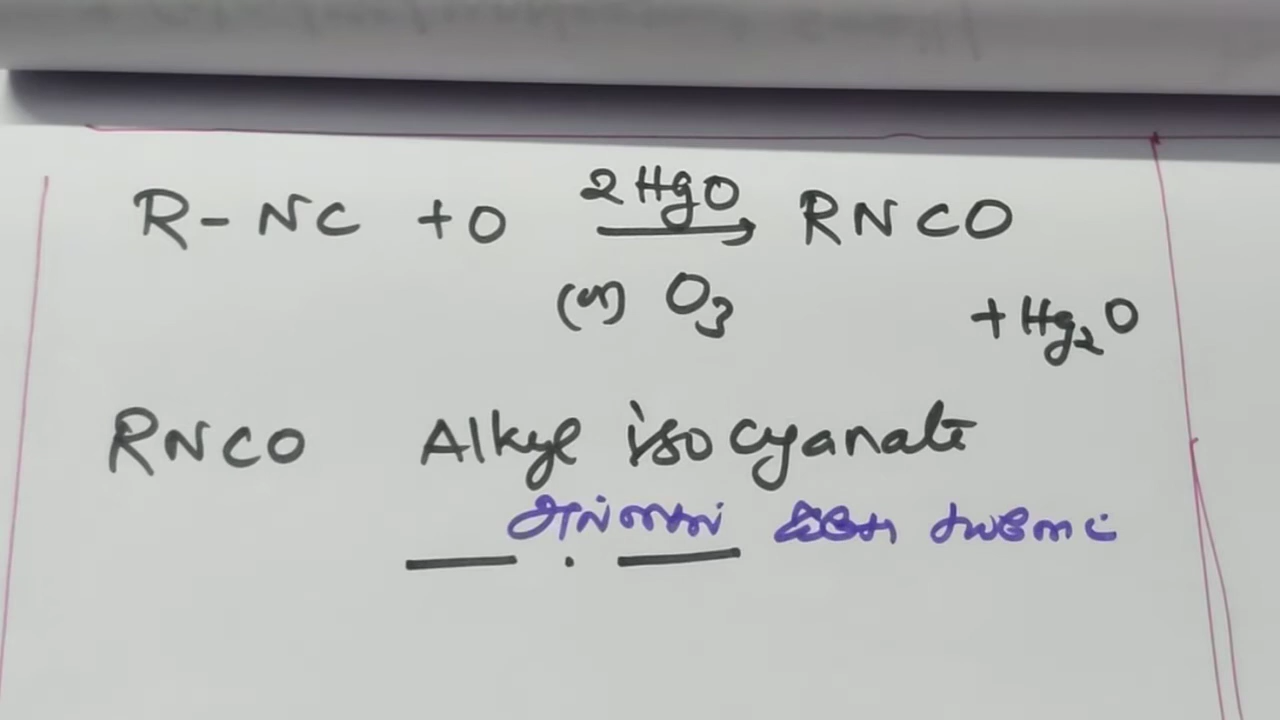 R-NC +O 2HgO → RNCO
(or) O₃ + Hg₂O
RNCO Alkyl isocyanate